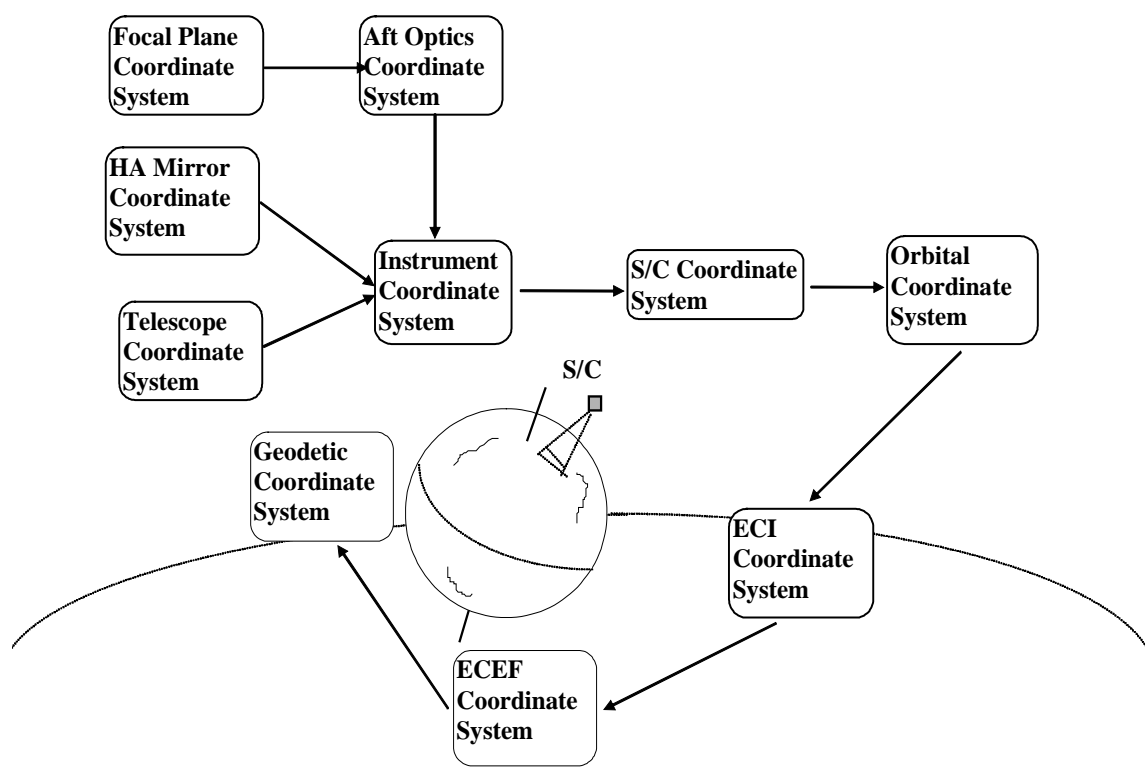 Focal Plane
Coordinate
System
Aft Optics
Coordinate
System
HA Mirror
Coordinate
System
Telescope
Coordinate
System
Instrument
Coordinate
System
S/C Coordinate
System
Orbital
Coordinate
System
S/C
Geodetic
Coordinate
System
ECI
Coordinate
System
ECEF
Coordinate
System